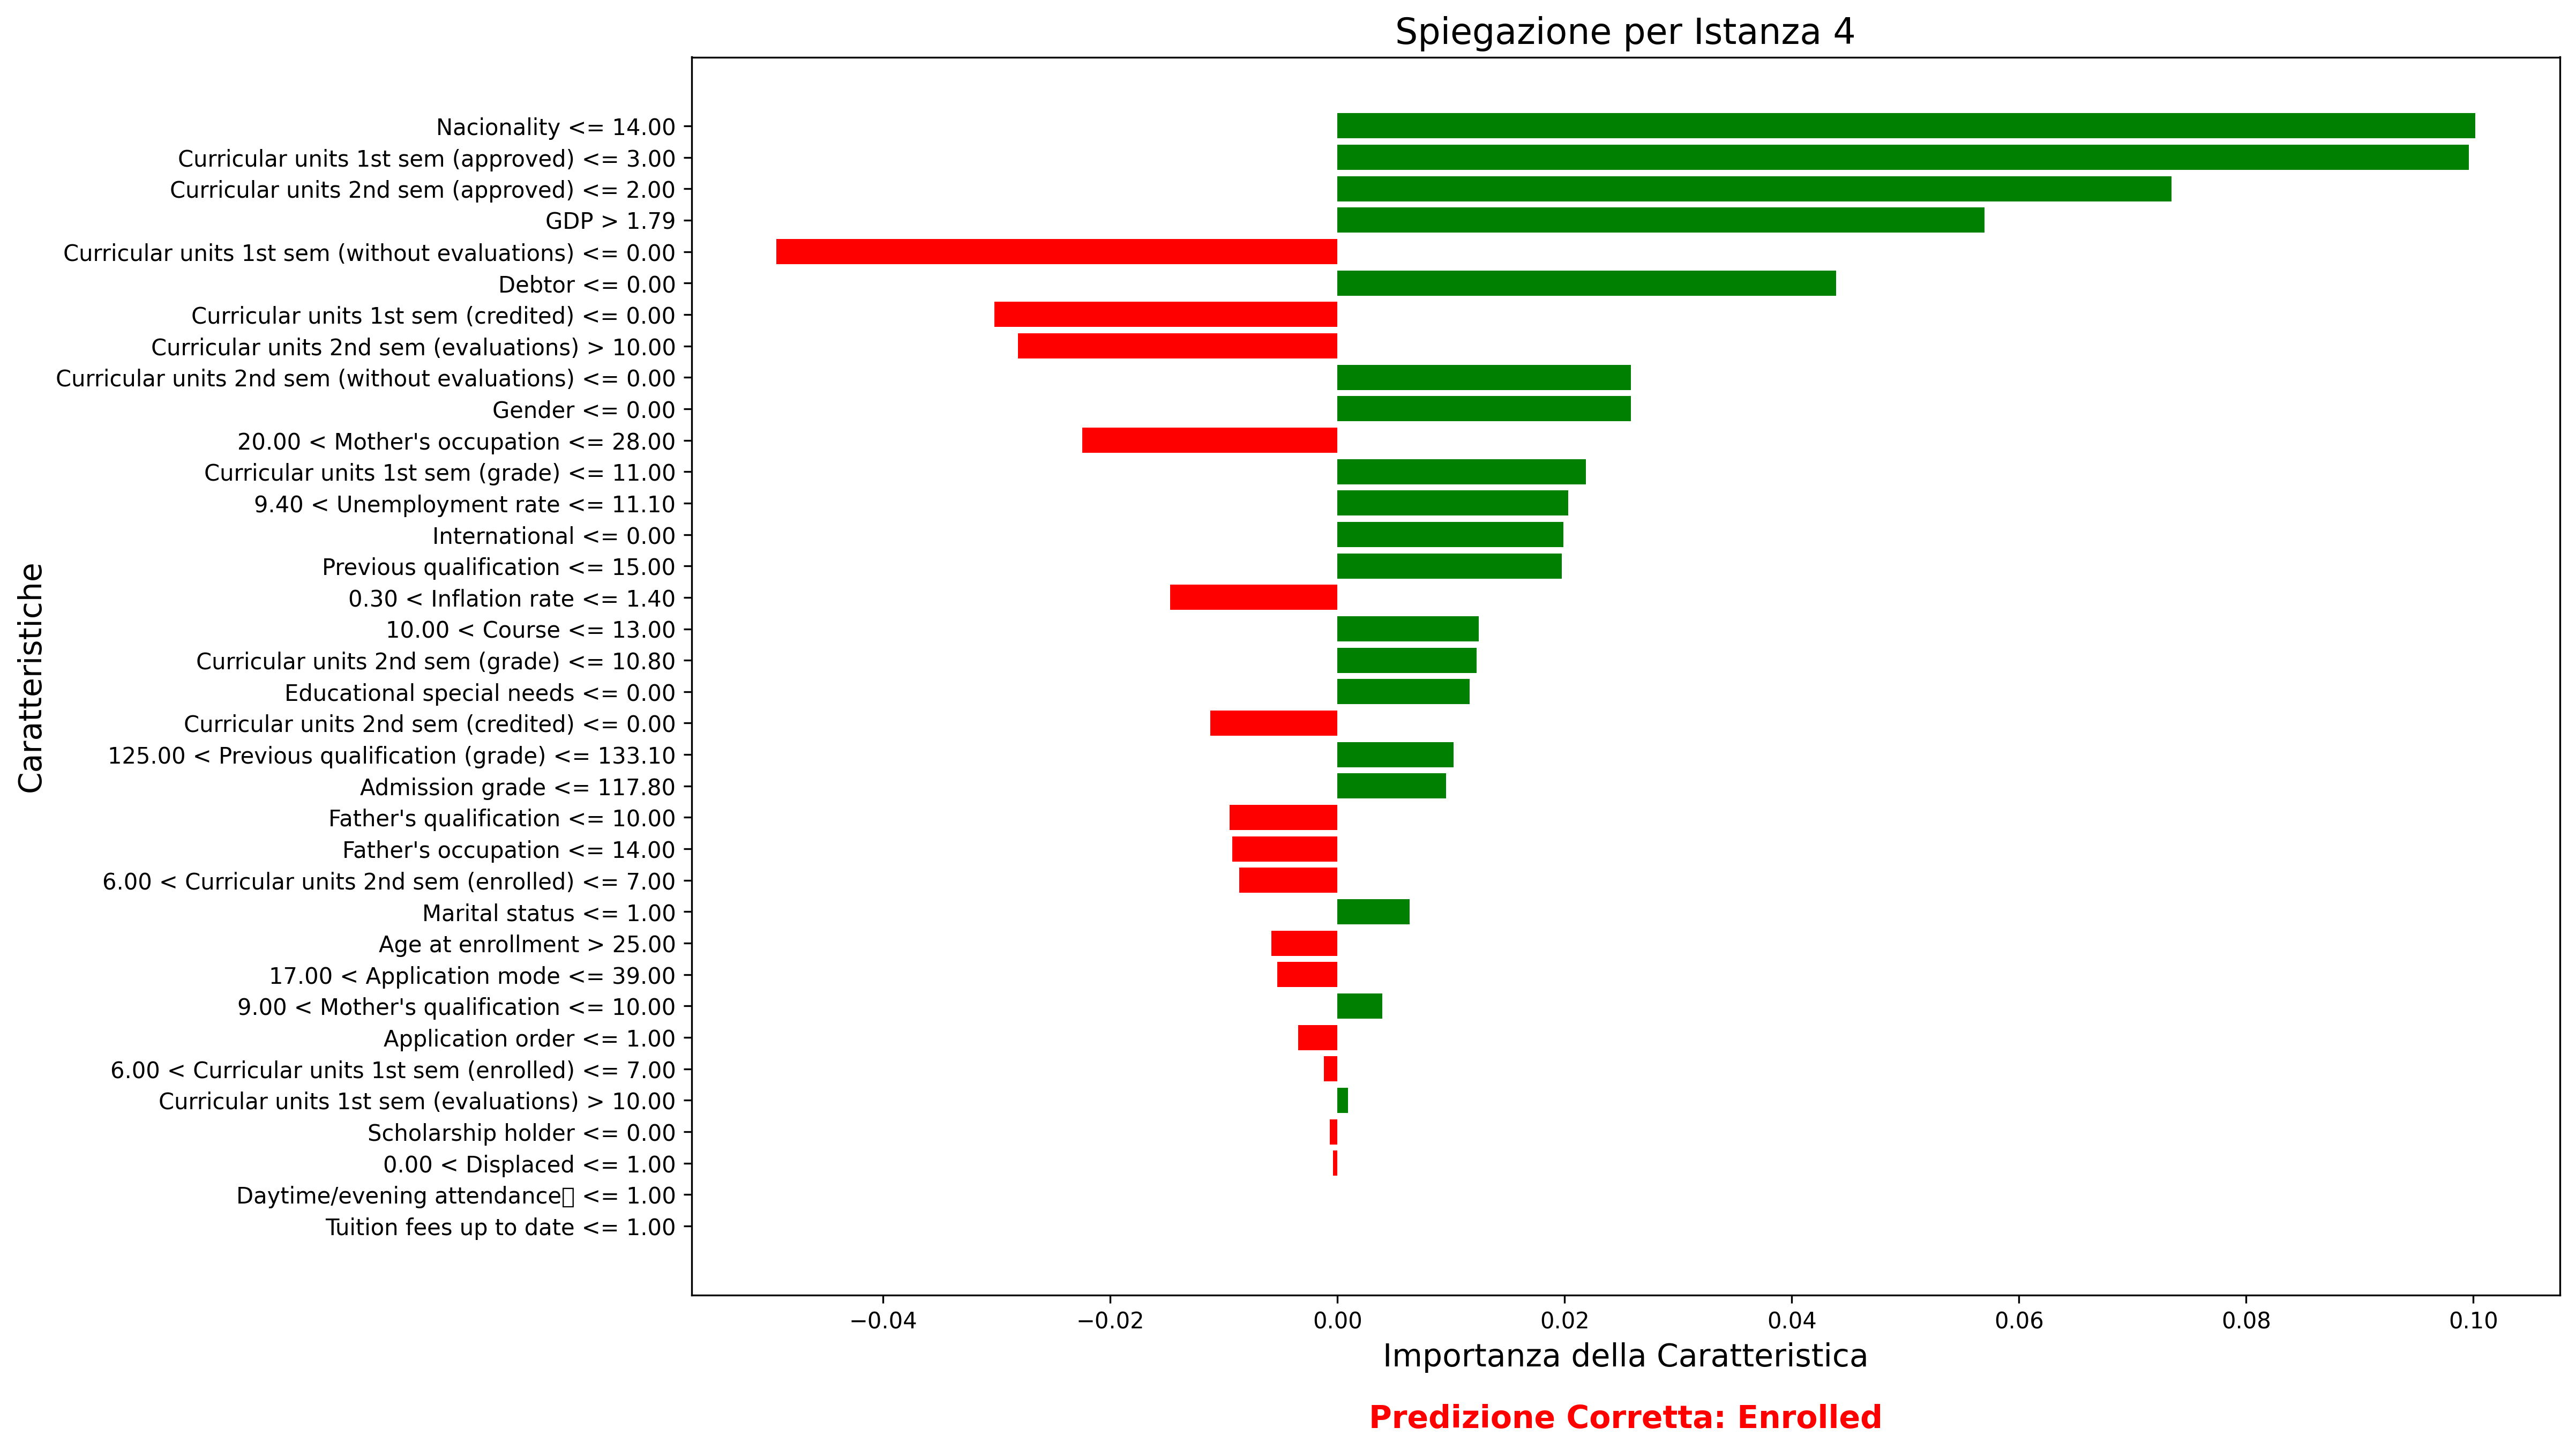 Spiegazione per Istanza 4
Nacionality <= 14.00
Curricular units 1st sem (approved) <= 3.00
Curricular units 2nd sem (approved) <= 2.00
GDP > 1.79
Curricular units 1st sem (without evaluations) <= 0.00
Debtor <= 0.00
Curricular units 1st sem (credited) <= 0.00
Curricular units 2nd sem (evaluations) > 10.00
Curricular units 2nd sem (without evaluations) <= 0.00
Gender <= 0.00
20.00 < Mother's occupation <= 28.00
Curricular units 1st sem (grade) <= 11.00
9.40 < Unemployment rate <= 11.10
International <= 0.00
Previous qualification <= 15.00
0.30 < Inflation rate <= 1.40
10.00 < Course <= 13.00
Curricular units 2nd sem (grade) <= 10.80
Educational special needs <= 0.00
Curricular units 2nd sem (credited) <= 0.00
125.00 < Previous qualification (grade) <= 133.10
Admission grade <= 117.80
Father's qualification <= 10.00
Father's occupation <= 14.00
6.00 < Curricular units 2nd sem (enrolled) <= 7.00
Marital status <= 1.00
Age at enrollment > 25.00
17.00 < Application mode <= 39.00
9.00 < Mother's qualification <= 10.00
Application order <= 1.00
6.00 < Curricular units 1st sem (enrolled) <= 7.00
Curricular units 1st sem (evaluations) > 10.00
Scholarship holder <= 0.00
0.00 < Displaced <= 1.00
Daytime/evening attendance▯ <= 1.00
Tuition fees up to date <= 1.00
Caratteristiche
−0.04 −0.02 0.00 0.02 0.04 0.06 0.08 0.10
Importanza della Caratteristica
Predizione Corretta: Enrolled